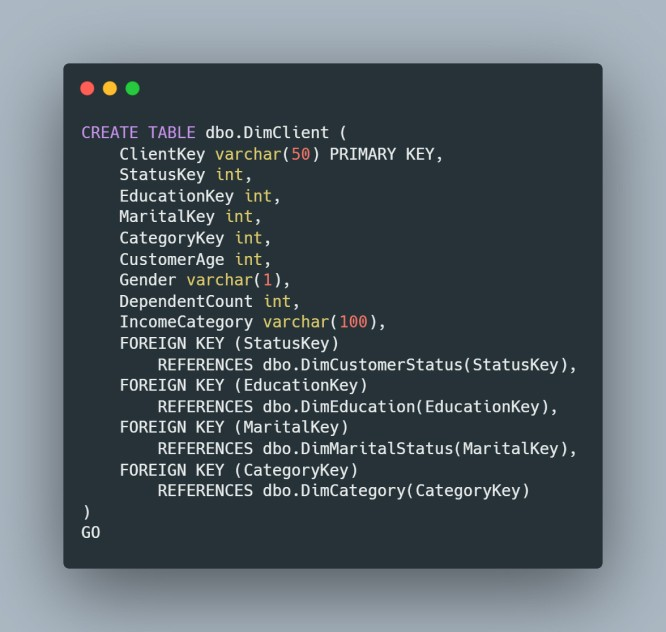 CREATE TABLE dbo.DimClient (
    ClientKey varchar(50) PRIMARY KEY,
    StatusKey int,
    EducationKey int,
    MaritalKey int,
    CategoryKey int,
    CustomerAge int,
    Gender varchar(1),
    DependentCount int,
    IncomeCategory varchar(100),
    FOREIGN KEY (StatusKey)
        REFERENCES dbo.DimCustomerStatus(StatusKey),
    FOREIGN KEY (EducationKey)
        REFERENCES dbo.DimEducation(EducationKey),
    FOREIGN KEY (MaritalKey)
        REFERENCES dbo.DimMaritalStatus(MaritalKey),
    FOREIGN KEY (CategoryKey)
        REFERENCES dbo.DimCategory(CategoryKey)
)
GO